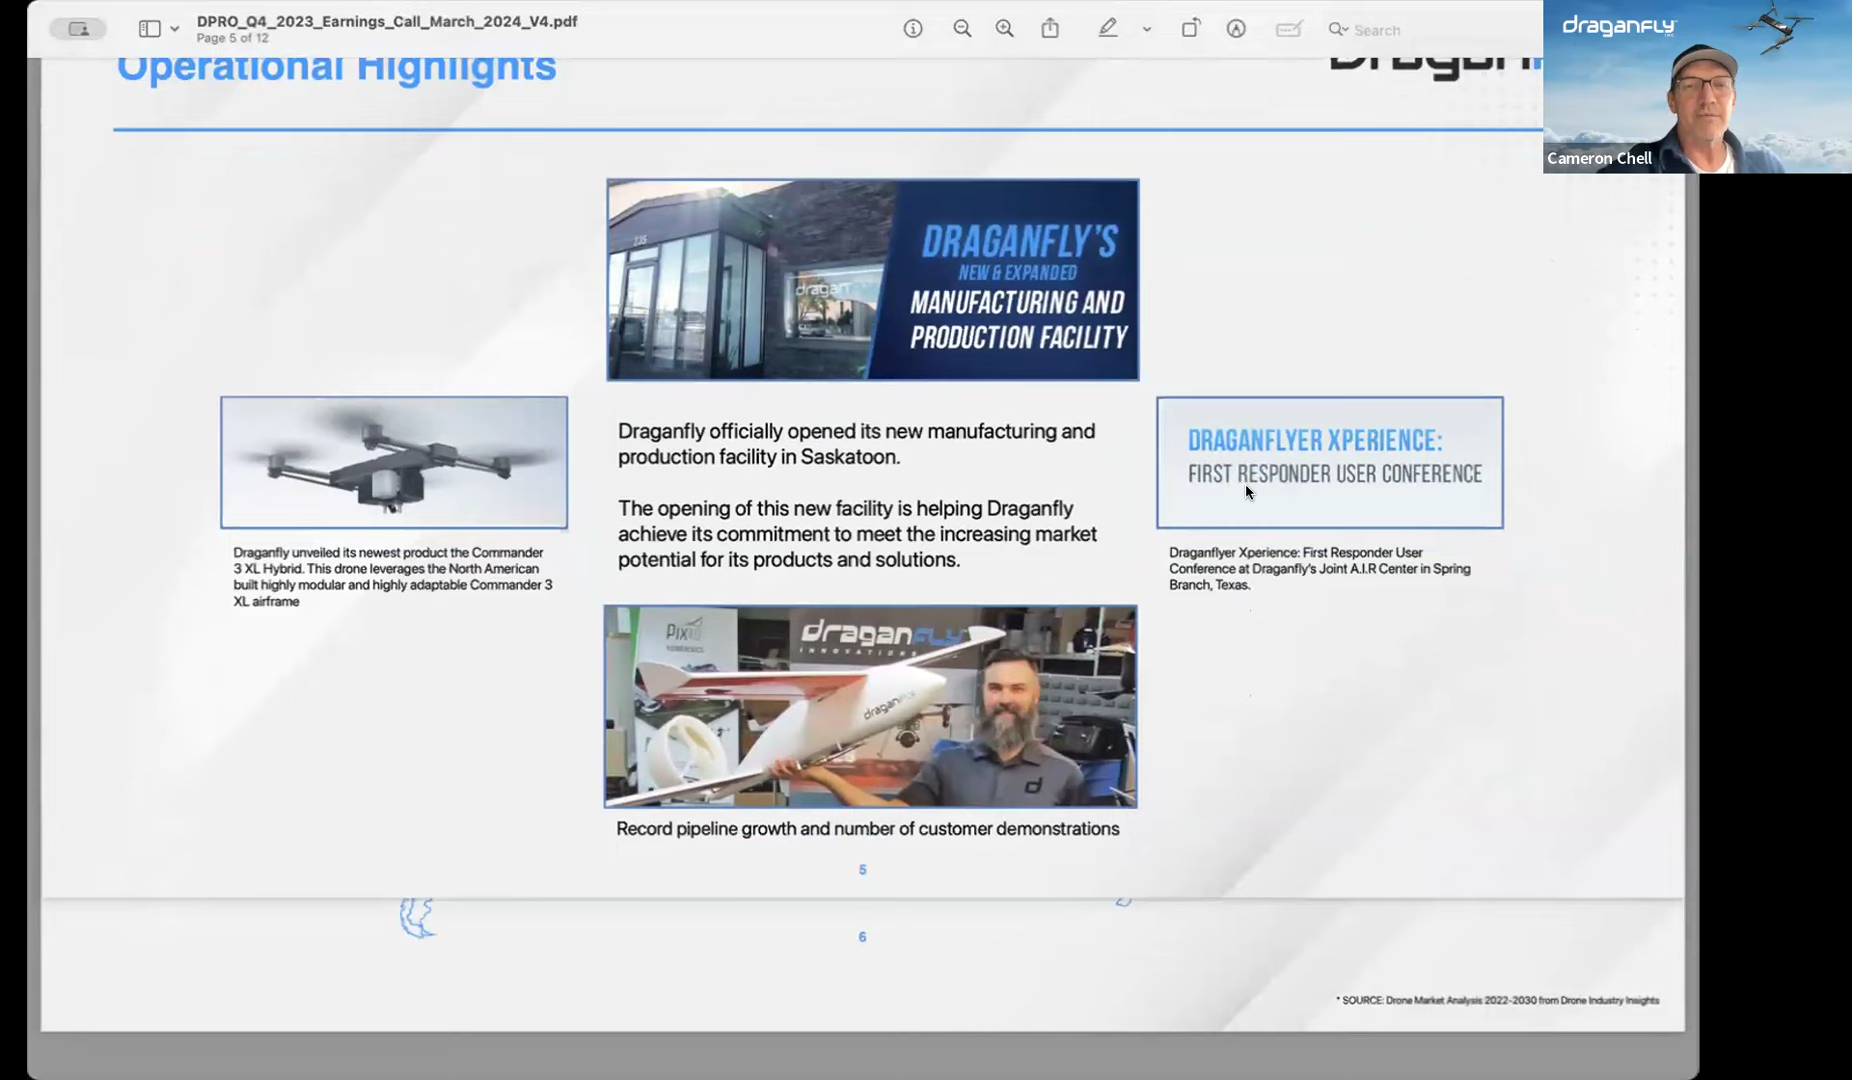 DPRO_Q4_2023_Earnings_Call_March_2024_V4.pdf
Page 5 of 12
Search
draganfly
Cameron Chell
Operational Highlights
235
draganf
DRAGANFLY'S
NEW & EXPANDED
MANUFACTURING AND
PRODUCTION FACILITY
Draganfly unveiled its newest product the Commander
3 XL Hybrid. This drone leverages the North American
built highly modular and highly adaptable Commander 3
XL airframe
Draganfly officially opened its new manufacturing and
production facility in Saskatoon.
The opening of this new facility is helping Draganfly
achieve its commitment to meet the increasing market
potential for its products and solutions.
DRAGANFLYER XPERIENCE:
FIRST RESPONDER USER CONFERENCE
Draganflyer Xperience: First Responder User
Conference at Draganfly's Joint A.I.R Center in Spring
Branch, Texas.
draganfly
INNOVATIONS
draganfly
d
Record pipeline growth and number of customer demonstrations
5
6
* SOURCE: Drone Market Analysis 2022-2030 from Drone Industry Insights